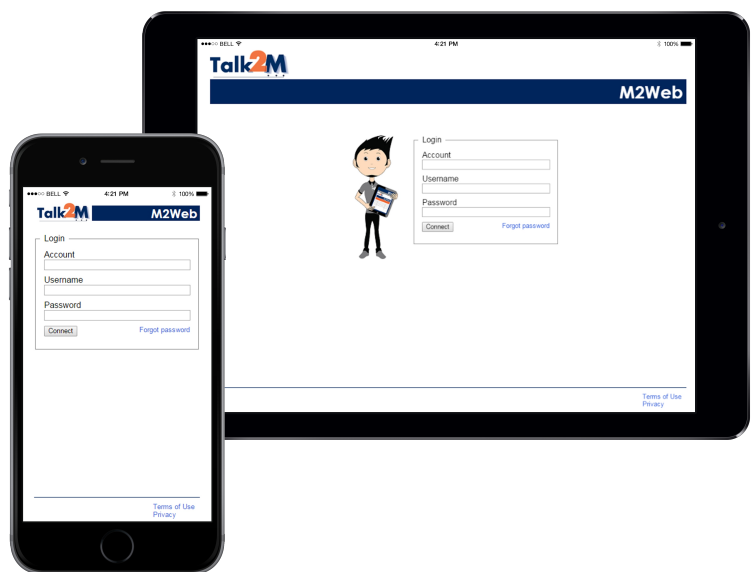 ●●●○○ BELL 4:21 PM 100%
Talk2M
M2Web
Login
Account
Username
Password
Connect Forgot password
Terms of Use
Privacy
●●●○○ BELL 4:21 PM 100%
Talk2M M2Web
Login
Account
Username
Password
Connect Forgot password
Terms of Use
Privacy